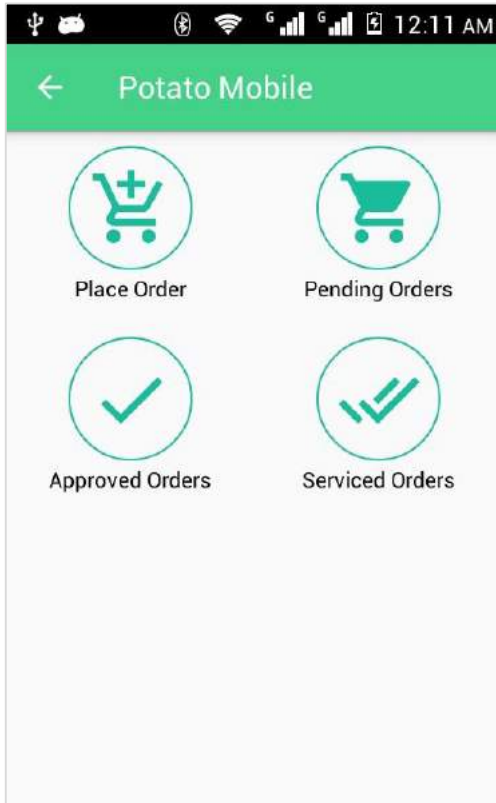 G G 12:11 AM
Potato Mobile
Place Order Pending Orders
Approved Orders Serviced Orders